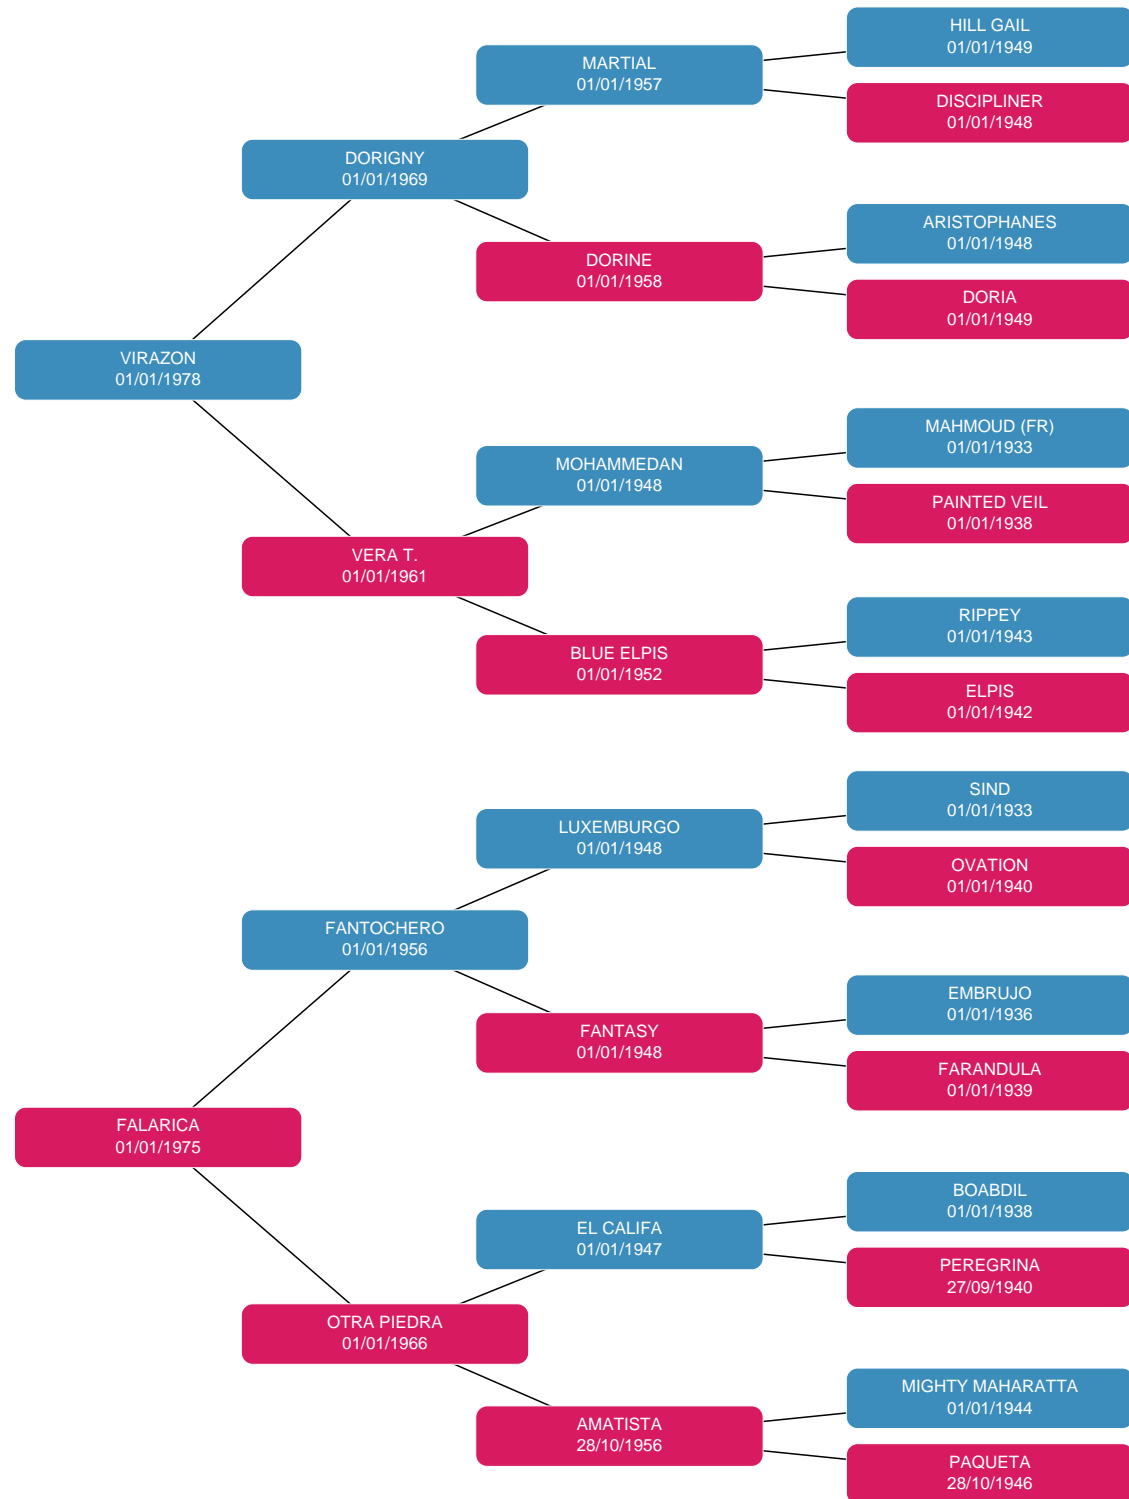 HILL GAIL
01/01/1949
MARTIAL
01/01/1957
DISCIPLINER
01/01/1948
DORIGNY
01/01/1969
ARISTOPHANES
01/01/1948
DORINE
01/01/1958
DORIA
01/01/1949
VIRAZON
01/01/1978
MAHMOUD (FR)
01/01/1933
MOHAMMEDAN
01/01/1948
PAINTED VEIL
01/01/1938
VERA T.
01/01/1961
RIPPEY
01/01/1943
BLUE ELPIS
01/01/1952
ELPIS
01/01/1942
SIND
01/01/1933
LUXEMBURGO
01/01/1948
OVATION
01/01/1940
FANTOCHERO
01/01/1956
EMBRUJO
01/01/1936
FANTASY
01/01/1948
FARANDULA
01/01/1939
FALARICA
01/01/1975
BOABDIL
01/01/1938
EL CALIFA
01/01/1947
PEREGRINA
27/09/1940
OTRA PIEDRA
01/01/1966
MIGHTY MAHARATTA
01/01/1944
AMATISTA
28/10/1956
PAQUETA
28/10/1946